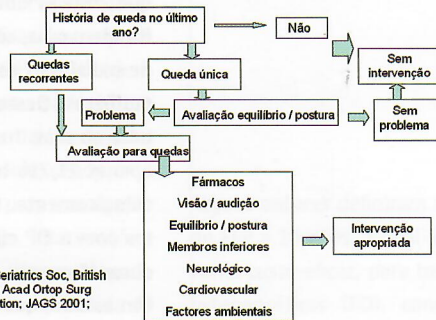 História de queda no último
ano?
Não
Quedas
recorrentes
Queda única
Sem
intervenção
Problema
Avaliação equilíbrio / postura
Sem
problema
Avaliação para quedas
Fármacos
Visão / audição
Equilibrio / postura
Membros inferiores
Neurológico
Cardiovascular
Factores ambientais
Intervenção
apropriada
eriatrics Soc, British
Acad Ortop Surg
tion; JAGS 2001;